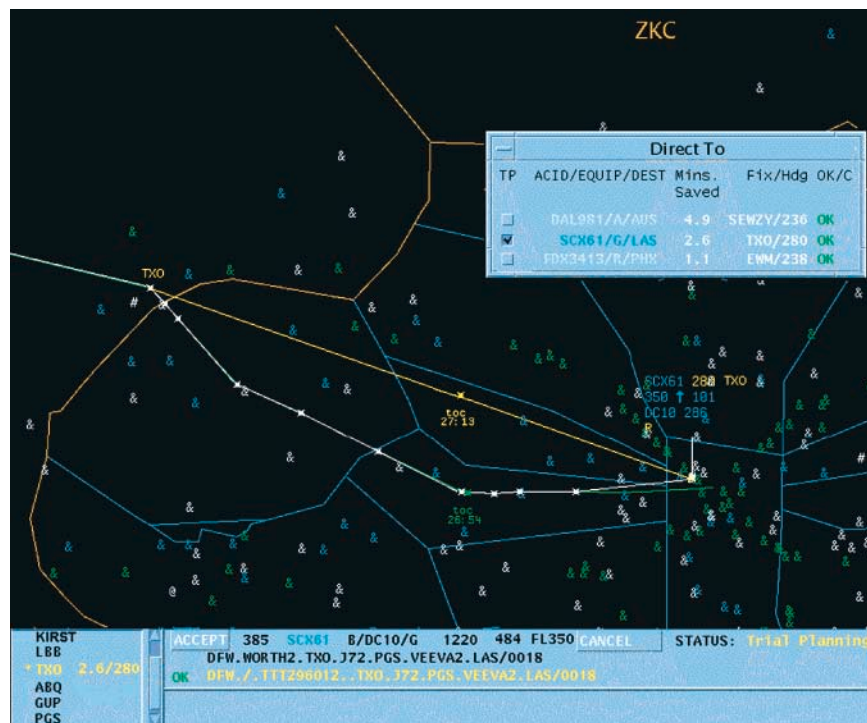 ZKC
Direct To
TP ACID/EQUIP/DEST Mins. Saved Fix/Hdg OK/C
DAL981/A/AUS 4.9 SEWZY/236 OK
SCX61/G/LAS 2.6 TXO/280 OK
FDX3413/R/PHX 1.1 EWM/238 OK
TXO
#
SCX61 280 TXO
350 ↑ 101
DC10 286
R
toc
27:13
#
toc
26:54
@
KIRST
LBB
*TXO 2.6/280
ABQ
GUP
PGS
ACCEPT 385 SCX61 B/DC10/G 1220 484 FL350 CANCEL STATUS: Trial Planning
DFW.WORTH2.TXO.J72.PGS.VEEVA2.LAS/0018
OK DFW./.TTT296012..TXO.J72.PGS.VEEVA2.LAS/0018